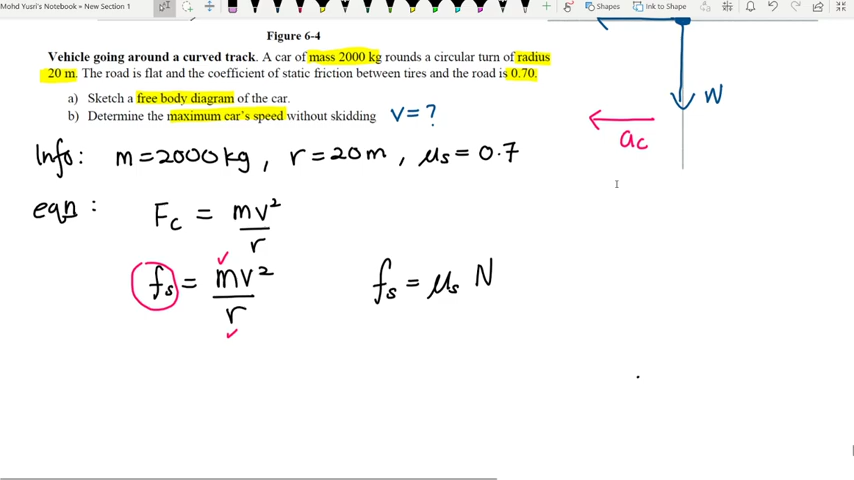 Mohd Yusri's Notebook » New Section 1
Shapes
Ink to Shape
Figure 6-4
Vehicle going around a curved track. A car of mass 2000 kg rounds a circular turn of radius
20 m. The road is flat and the coefficient of static friction between tires and the road is 0.70.
a) Sketch a free body diagram of the car.
b) Determine the maximum car's speed without skidding V = ?
W
ac
Info: m = 2000 kg, r = 20 m, μs = 0.7
eqn: Fc = mv²/r
fs = mv²/r fs = μs N